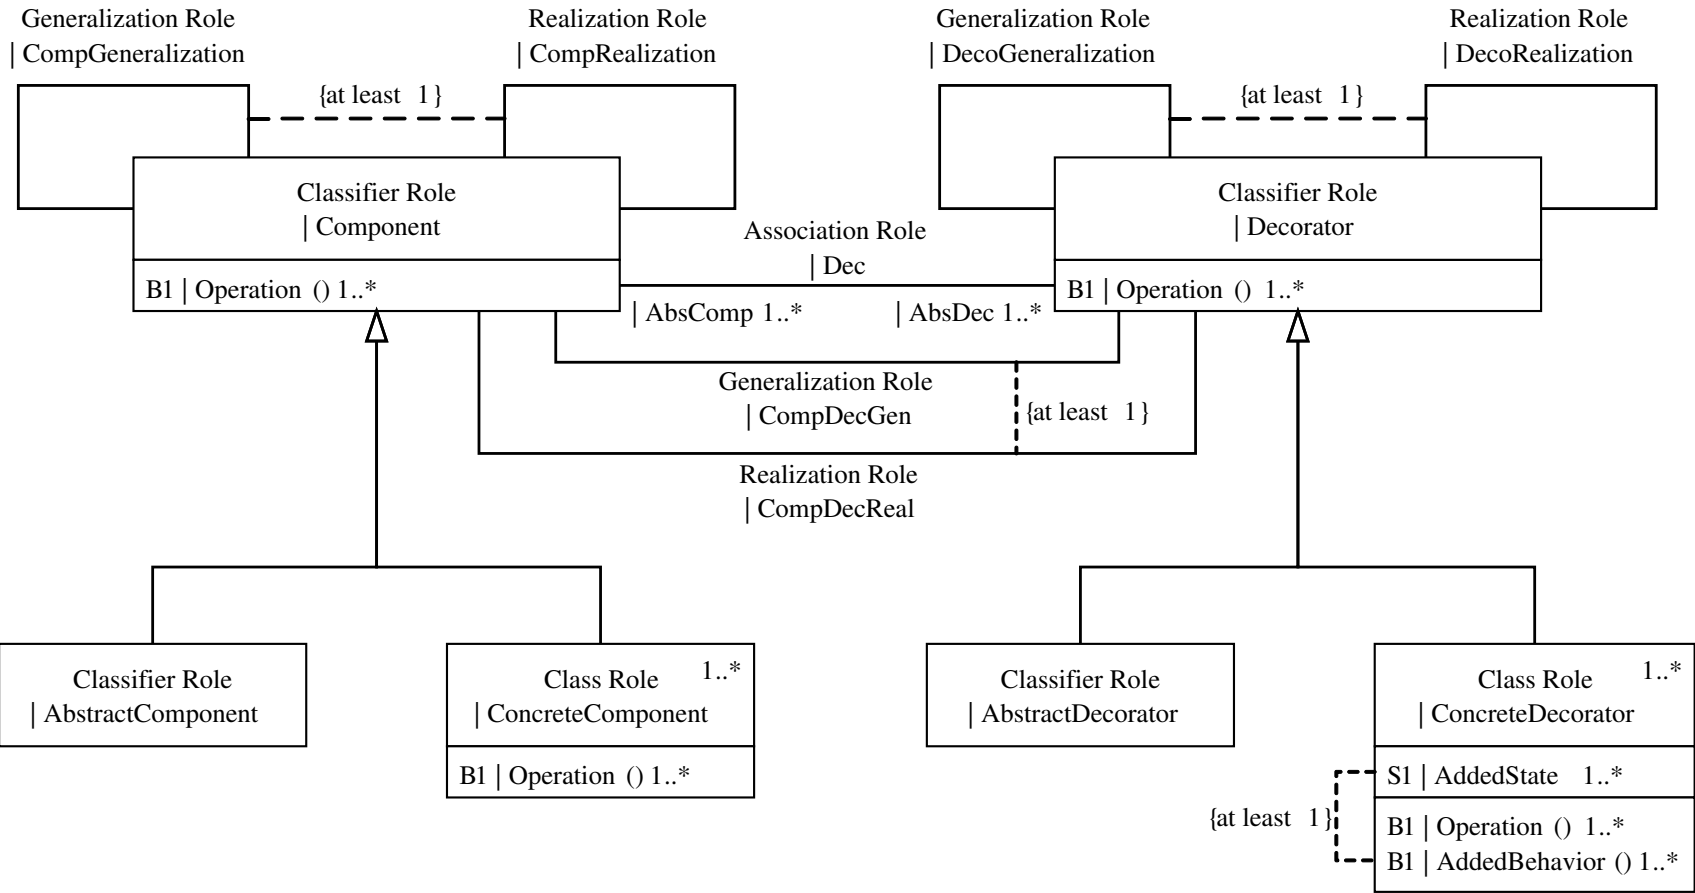 Generalization Role
| CompGeneralization
Realization Role
| CompRealization
Generalization Role
| DecoGeneralization
Realization Role
| DecoRealization
{at least 1}
{at least 1}
Classifier Role
| Component
B1 | Operation () 1..*
Association Role
| Dec
| AbsComp 1..*
| AbsDec 1..*
Classifier Role
| Decorator
B1 | Operation () 1..*
Generalization Role
| CompDecGen
{at least 1}
Realization Role
| CompDecReal
Classifier Role
| AbstractComponent
Class Role 1..*
| ConcreteComponent
B1 | Operation () 1..*
Classifier Role
| AbstractDecorator
Class Role 1..*
| ConcreteDecorator
S1 | AddedState 1..*
{at least 1}
B1 | Operation () 1..*
B1 | AddedBehavior () 1..*